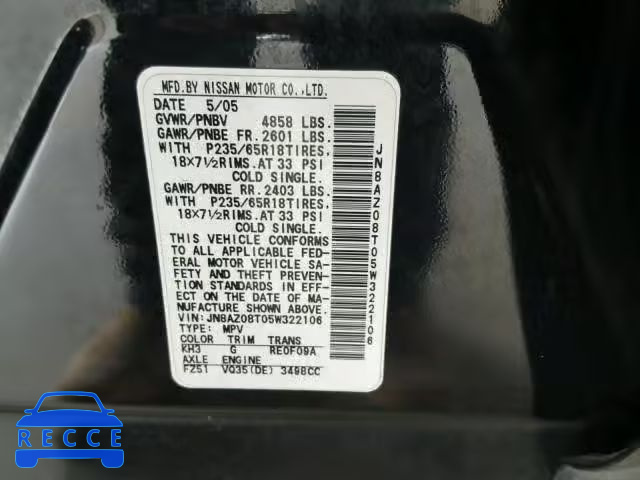 MFD. BY NISSAN MOTOR CO., LTD.
DATE 5/05
GVWR/PNBV 4858 LBS.
GAWR/PNBE FR. 2601 LBS.
WITH P235/65R18TIRES,
18X7½RIMS. AT 33 PSI
COLD SINGLE.
GAWR/PNBE RR. 2403 LBS.
WITH P235/65R18TIRES,
18X7½RIMS. AT 33 PSI
COLD SINGLE.
THIS VEHICLE CONFORMS
TO ALL APPLICABLE FED-
ERAL MOTOR VEHICLE SA-
FETY AND THEFT PREVEN-
TION STANDARDS IN EFF-
ECT ON THE DATE OF MA-
NUFACTURE SHOWN ABOVE.
VIN: JN8AZ08T05W322106
TYPE: MPV
COLOR TRIM TRANS
KH3 G RE0F09A
AXLE ENGINE
FZ51 VQ35(DE) 3498CC
JN8AZ08T05W322106
RECCE